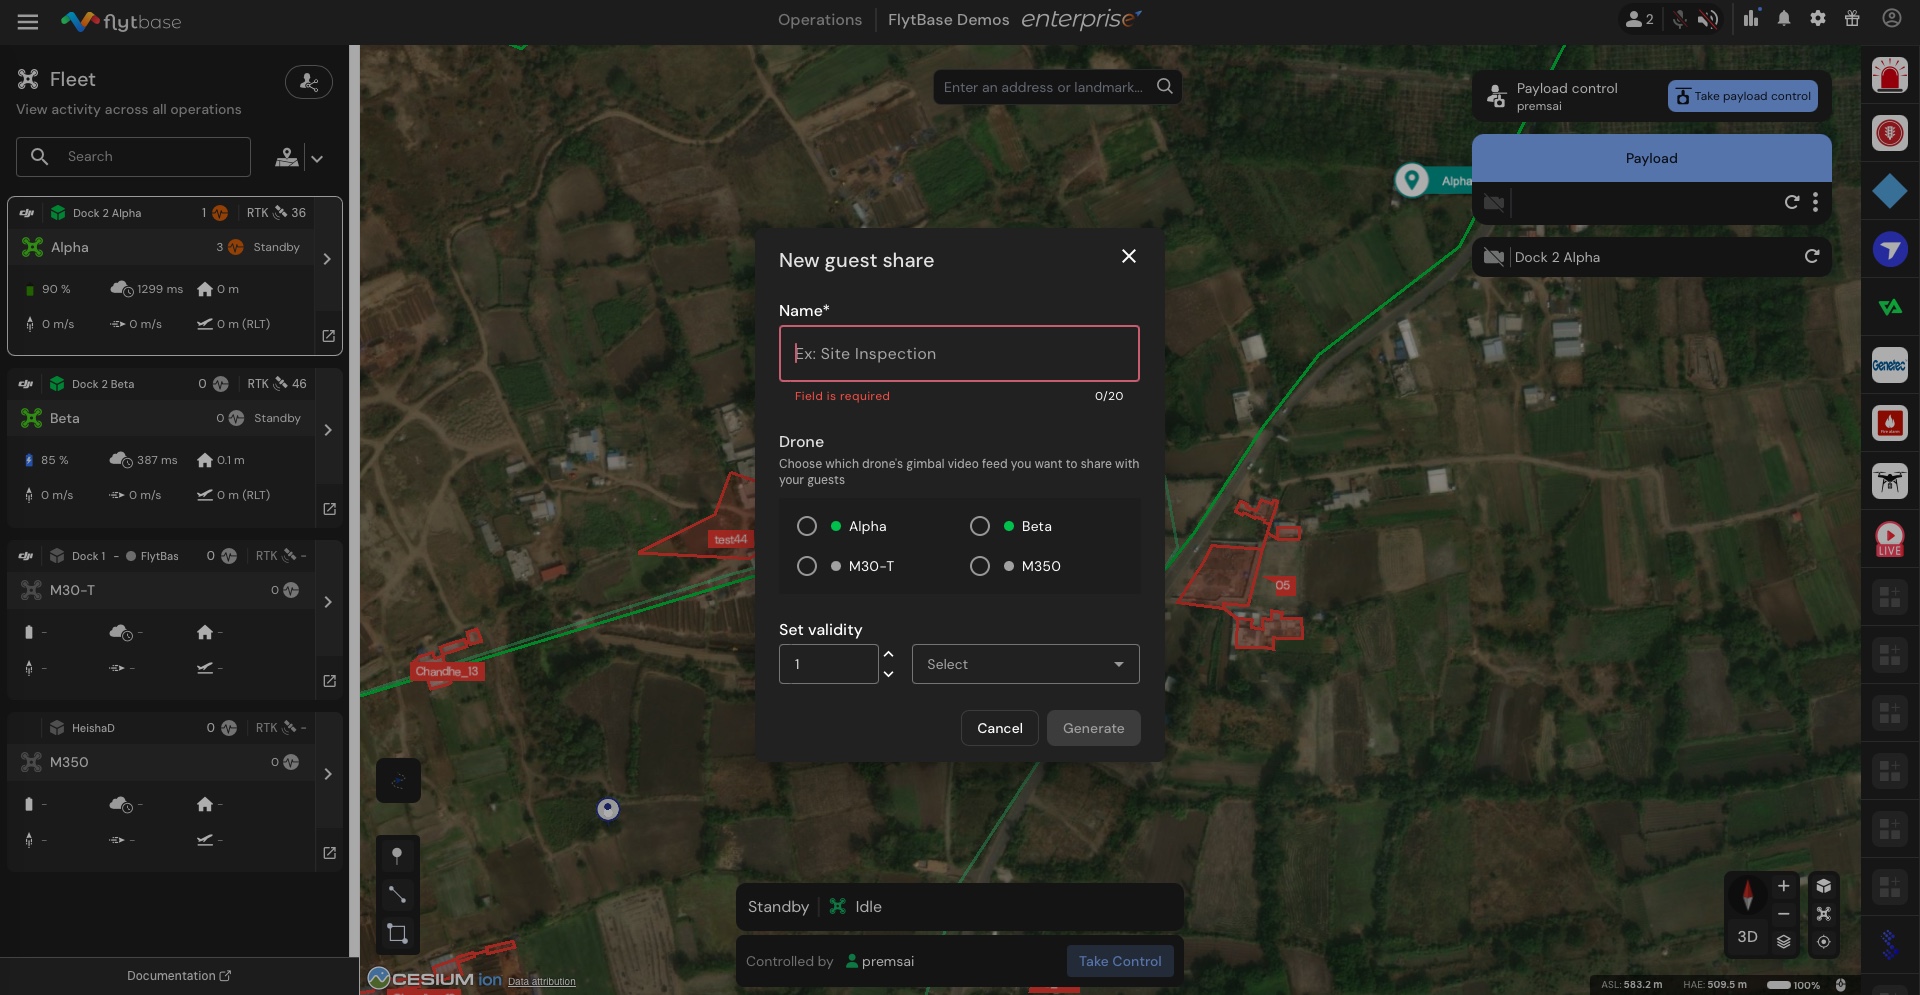 flytbase
Operations
FlytBase Demos enterprise
2
Fleet
View activity across all operations
Search
Dock 2 Alpha 1 RTK 36
Alpha 3 Standby
90 % 1299 ms 0 m
0 m/s 0 m/s 0 m (RLT)
Dock 2 Beta 0 RTK 46
Beta 0 Standby
85 % 387 ms 0.1 m
0 m/s 0 m/s 0 m (RLT)
Dock 1 - FlytBas 0 RTK -
M30-T 0
- - -
- - -
HeishaD 0 RTK -
M350 0
- - -
- - -
Documentation
Enter an address or landmark...
Payload control
premsai
Take payload control
Payload
Alpha
Dock 2 Alpha
Genetec
LIVE
New guest share
Name*
Ex: Site Inspection
Field is required 0/20
Drone
Choose which drone's gimbal video feed you want to share with
your guests
Alpha Beta
M30-T M350
Set validity
1 Select
Cancel Generate
test44
05
Chandhe_13
Standby Idle
Controlled by premsai Take Control
CESIUM ion Data attribution
3D
ASL: 583.2 m HAE: 509.5 m 100%